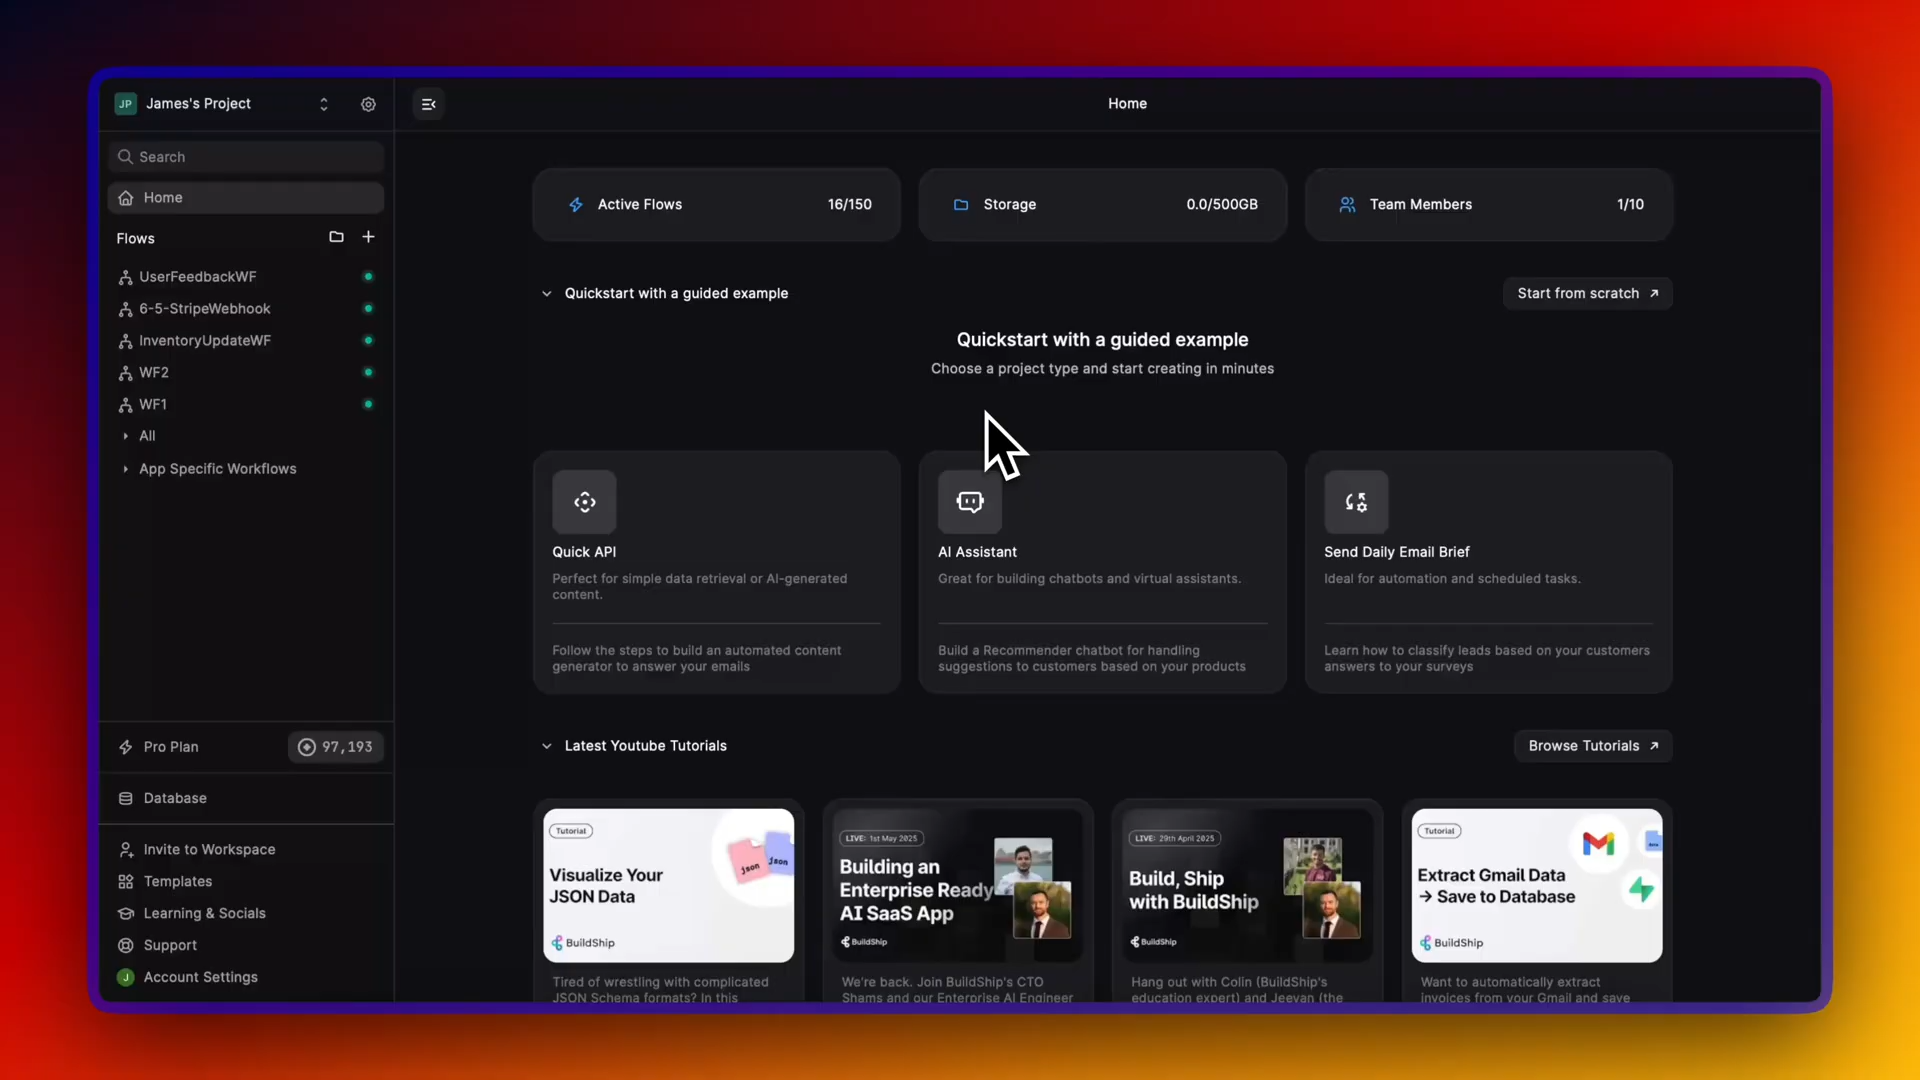 JP James's Project
Home
Search
Home
Flows
UserFeedbackWF
6-5-StripeWebhook
InventoryUpdateWF
WF2
WF1
All
App Specific Workflows
Pro Plan 97,193
Database
Invite to Workspace
Templates
Learning & Socials
Support
J Account Settings
Active Flows 16/150
Storage 0.0/500GB
Team Members 1/10
Quickstart with a guided example
Start from scratch
Quickstart with a guided example
Choose a project type and start creating in minutes
Quick API
Perfect for simple data retrieval or AI-generated
content.
Follow the steps to build an automated content
generator to answer your emails
AI Assistant
Great for building chatbots and virtual assistants.
Build a Recommender chatbot for handling
suggestions to customers based on your products
Send Daily Email Brief
Ideal for automation and scheduled tasks.
Learn how to classify leads based on your customers
answers to your surveys
Latest Youtube Tutorials
Browse Tutorials
Tutorial
Visualize Your
JSON Data
json
json
BuildShip
Tired of wrestling with complicated
JSON Schema formats? In this
LIVE: 1st May 2025
Building an
Enterprise Ready
AI SaaS App
BuildShip
We're back. Join BuildShip's CTO
Shams and our Enterprise AI Engineer
LIVE: 29th April 2025
Build, Ship
with BuildShip
BuildShip
Hang out with Colin (BuildShip's
education expert) and Jeevan (the
Tutorial
Extract Gmail Data
→ Save to Database
BuildShip
Want to automatically extract
invoices from your Gmail and save